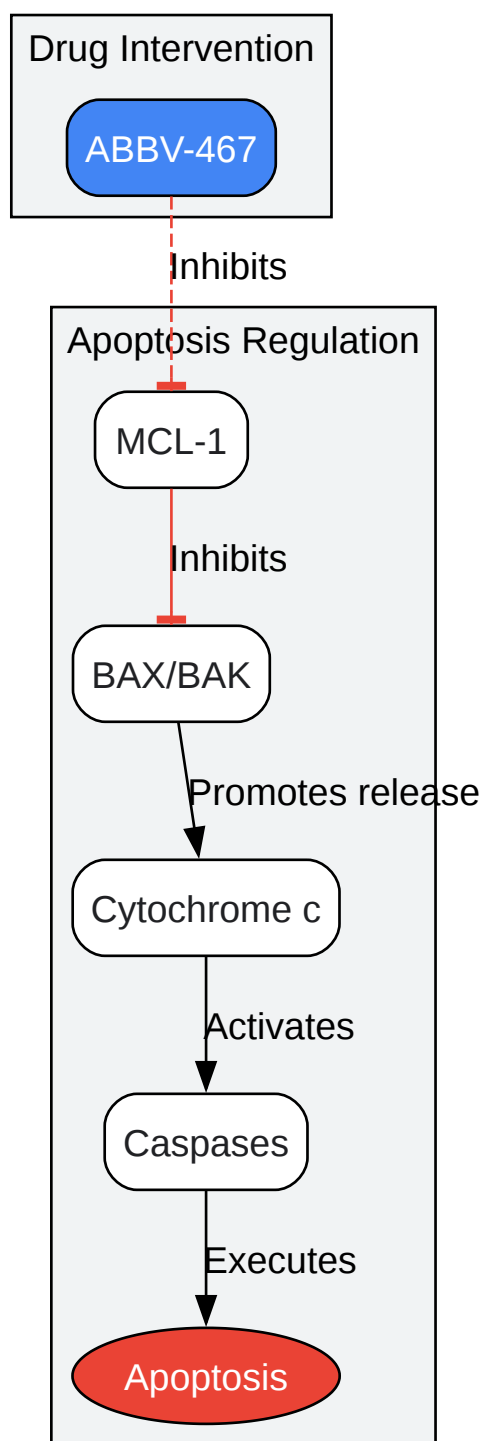 Drug Intervention
ABBV-467
Inhibits
Apoptosis Regulation
MCL-1
Inhibits
BAX/BAK
Promotes release
Cytochrome c
Activates
Caspases
Executes
Apoptosis